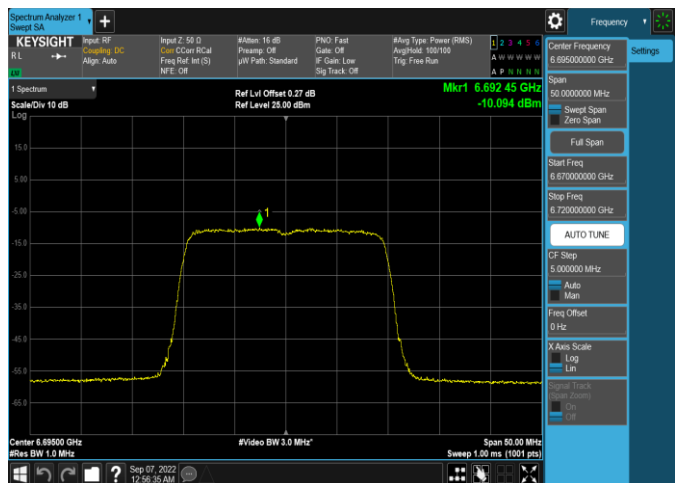 Spectrum Analyzer 1
Swept SA
+
Frequency
KEYSIGHT
RL
LV
Input: RF
Coupling: DC
Align: Auto
Input Z: 50 Ω
Corr CCorr RCal
Freq Ref: Int (S)
NFE: Off
#Atten: 16 dB
Preamp: Off
µW Path: Standard
PNO: Fast
Gate: Off
IF Gain: Low
Sig Track: Off
#Avg Type: Power (RMS)
Avg|Hold: 100/100
Trig: Free Run
1 2 3 4 5 6
A W W W W W
A P N N N N
1 Spectrum
Scale/Div 10 dB
Log
Ref Lvl Offset 0.27 dB
Ref Level 25.00 dBm
Mkr1 6.692 45 GHz
-10.094 dBm
15.0
5.00
-5.00
-15.0
-25.0
-35.0
-45.0
-55.0
-65.0
1
Center 6.69500 GHz
#Res BW 1.0 MHz
#Video BW 3.0 MHz*
Span 50.00 MHz
Sweep 1.00 ms (1001 pts)
Settings
Center Frequency
6.695000000 GHz
Span
50.0000000 MHz
Swept Span
Zero Span
Full Span
Start Freq
6.670000000 GHz
Stop Freq
6.720000000 GHz
AUTO TUNE
CF Step
5.000000 MHz
Auto
Man
Freq Offset
0 Hz
X Axis Scale
Log
Lin
Signal Track
(Span Zoom)
On
Off
?
Sep 07, 2022
12:56:35 AM